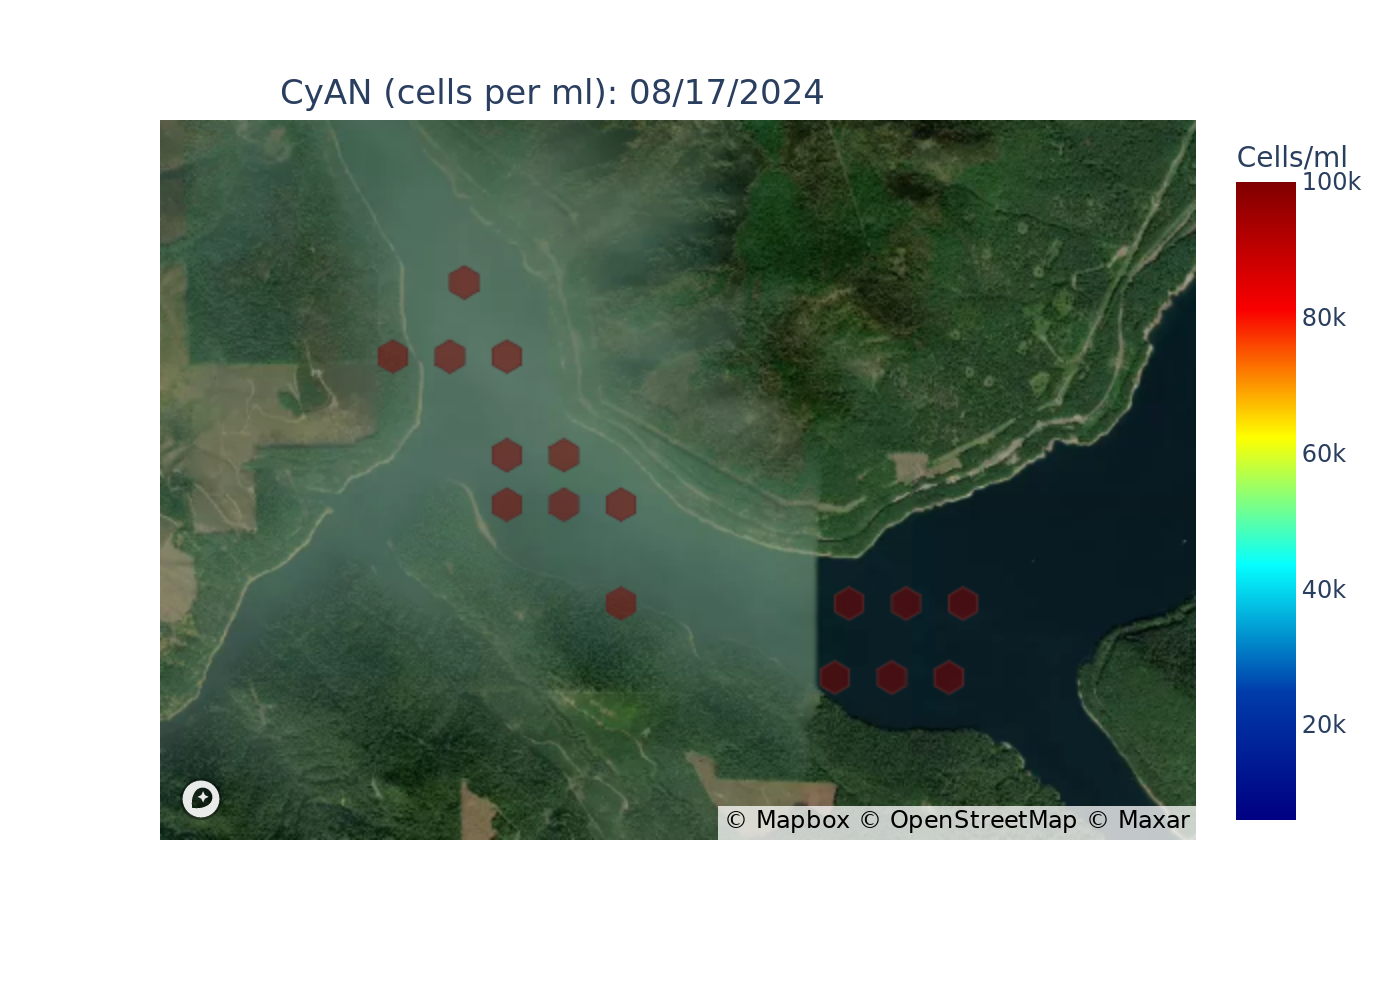 CyAN (cells per ml): 08/17/2024
Cells/ml
100k
80k
60k
40k
20k
© Mapbox © OpenStreetMap © Maxar